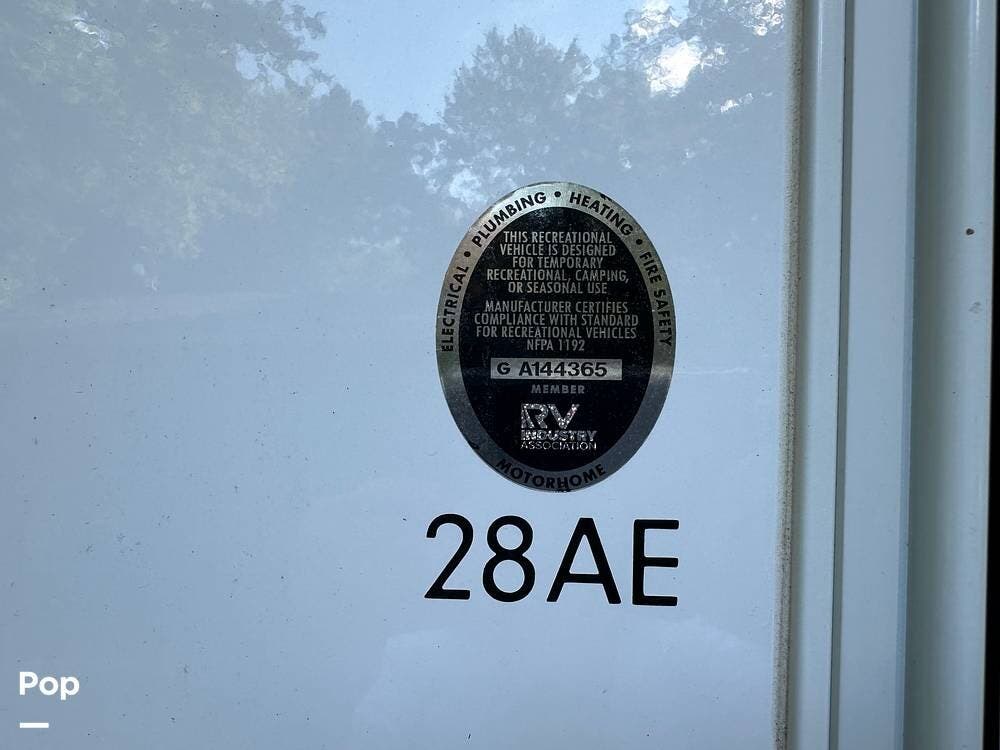 ELECTRICAL • PLUMBING • HEATING • FIRE SAFETY
THIS RECREATIONAL
VEHICLE IS DESIGNED
FOR TEMPORARY
RECREATIONAL, CAMPING,
OR SEASONAL USE
MANUFACTURER CERTIFIES
COMPLIANCE WITH STANDARD
FOR RECREATIONAL VEHICLES
NFPA 1192
G A144365
MEMBER
RV
INDUSTRY
ASSOCIATION
MOTORHOME
28AE
Pop